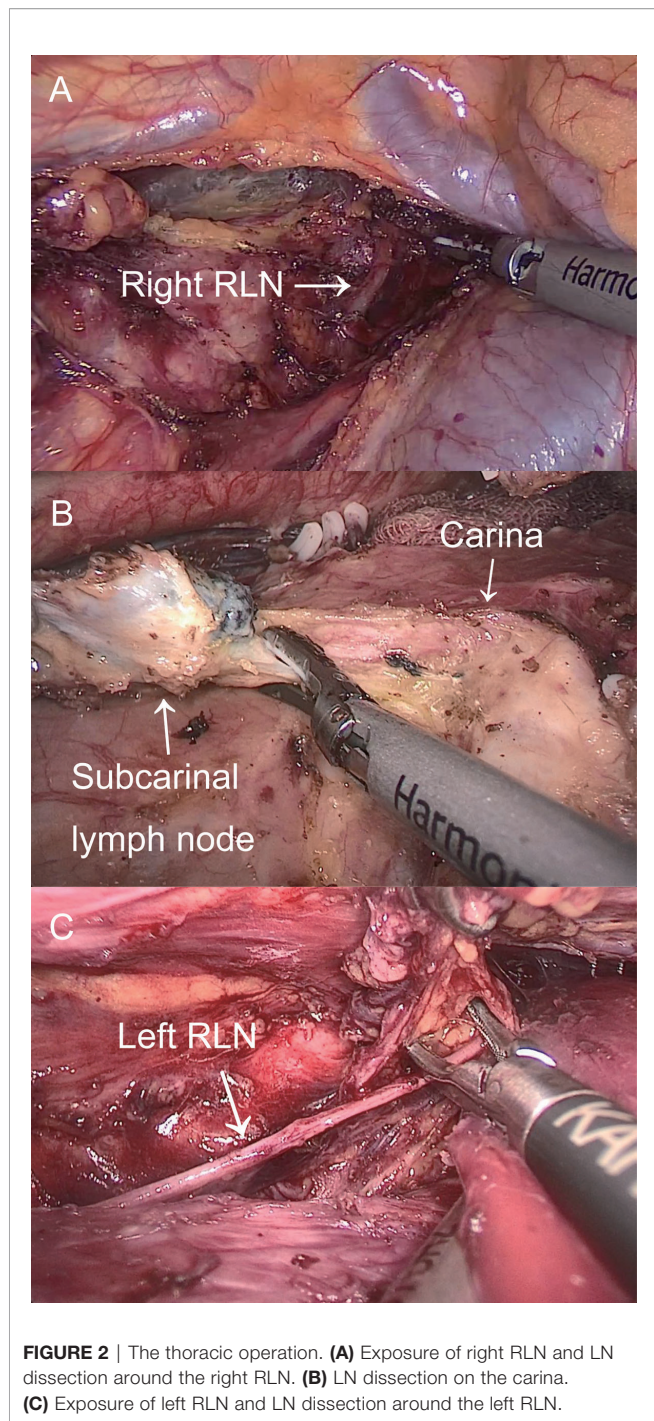 A
Right RLN
Harmo
B
Carina
Subcarinal
lymph node
Harmon
C
Left RLN
KAR
FIGURE 2 | The thoracic operation. (A) Exposure of right RLN and LN
dissection around the right RLN. (B) LN dissection on the carina.
(C) Exposure of left RLN and LN dissection around the left RLN.